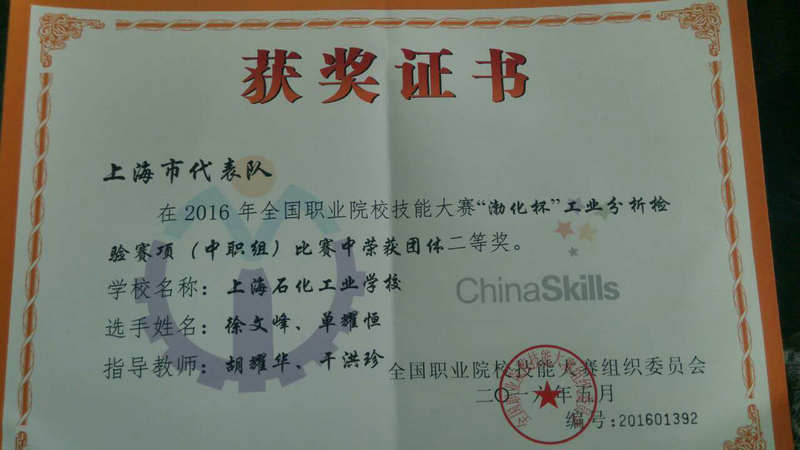 获奖证书
上海市代表队
在2016年全国职业院校技能大赛“渤化杯”工业分析检
验赛项（中职组）比赛中荣获团体二等奖。
学校名称：上海石化工业学校
ChinaSkills
选手姓名：徐文峰、单耀恒
指导教师：胡耀华、干洪珍
全国职业院校技能大赛组织委员会
二〇一六年五月
编号:201601392